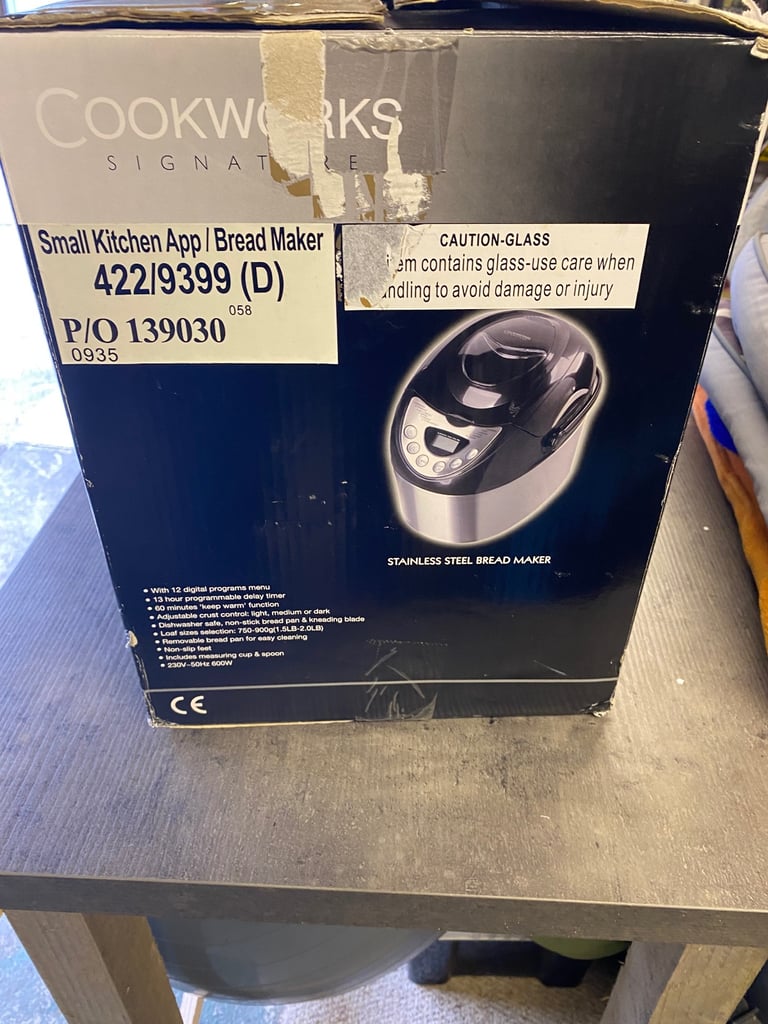 COOKWORKS
SIGNATURE
Small Kitchen App / Bread Maker
422/9399 (D)
058
P/O 139030
0935
CAUTION-GLASS
contains glass-use care when
to avoid damage or injury
STAINLESS STEEL BREAD MAKER
• With 12 digital programs menu
• 13 hour programmable delay timer
• 60 minutes 'keep warm' function
• Adjustable crust control: light, medium or dark
• Dishwasher safe, non-stick bread pan & kneading blade
• Loaf sizes selection: 750-900g(1.5LB-2.0LB)
• Removable bread pan for easy cleaning
• Non-slip feet
• Includes measuring cup & spoon
• 230V~50Hz 600W
CE